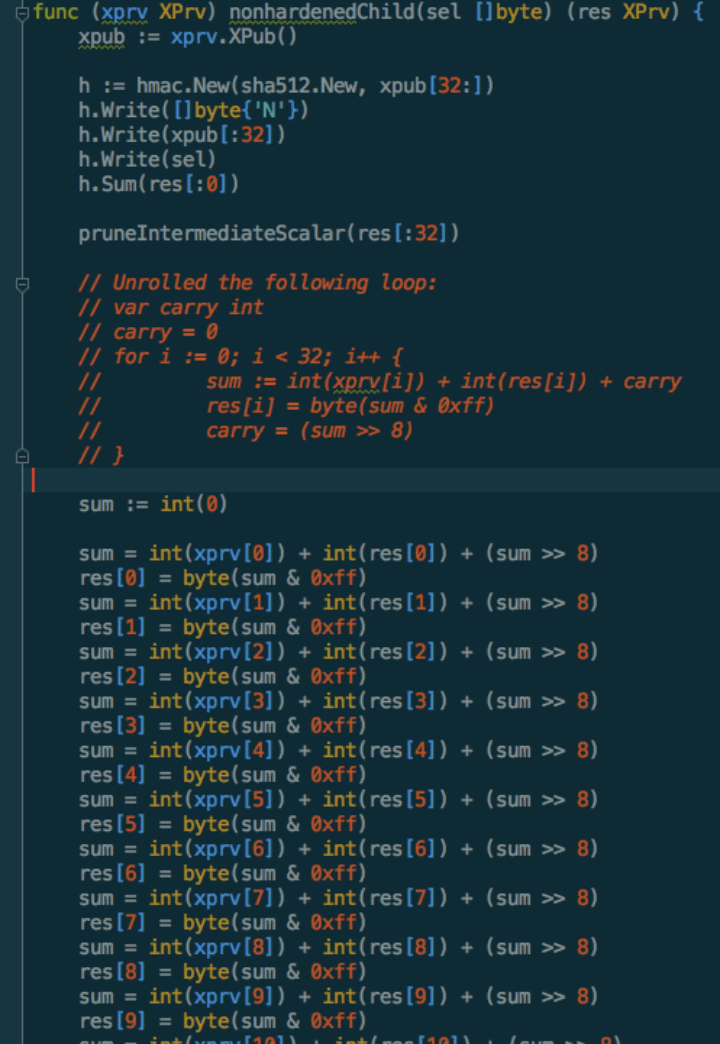 func (xprv XPrv) nonhardenedChild(sel []byte) (res XPrv) {
    xpub := xprv.XPub()

    h := hmac.New(sha512.New, xpub[32:])
    h.Write([]byte{'N'})
    h.Write(xpub[:32])
    h.Write(sel)
    h.Sum(res[:0])

    pruneIntermediateScalar(res[:32])

    // Unrolled the following loop:
    // var carry int
    // carry = 0
    // for i := 0; i < 32; i++ {
    //         sum := int(xprv[i]) + int(res[i]) + carry
    //         res[i] = byte(sum & 0xff)
    //         carry = (sum >> 8)
    // }

    sum := int(0)

    sum = int(xprv[0]) + int(res[0]) + (sum >> 8)
    res[0] = byte(sum & 0xff)
    sum = int(xprv[1]) + int(res[1]) + (sum >> 8)
    res[1] = byte(sum & 0xff)
    sum = int(xprv[2]) + int(res[2]) + (sum >> 8)
    res[2] = byte(sum & 0xff)
    sum = int(xprv[3]) + int(res[3]) + (sum >> 8)
    res[3] = byte(sum & 0xff)
    sum = int(xprv[4]) + int(res[4]) + (sum >> 8)
    res[4] = byte(sum & 0xff)
    sum = int(xprv[5]) + int(res[5]) + (sum >> 8)
    res[5] = byte(sum & 0xff)
    sum = int(xprv[6]) + int(res[6]) + (sum >> 8)
    res[6] = byte(sum & 0xff)
    sum = int(xprv[7]) + int(res[7]) + (sum >> 8)
    res[7] = byte(sum & 0xff)
    sum = int(xprv[8]) + int(res[8]) + (sum >> 8)
    res[8] = byte(sum & 0xff)
    sum = int(xprv[9]) + int(res[9]) + (sum >> 8)
    res[9] = byte(sum & 0xff)
    sum = int(xprv[10]) + int(res[10]) + (sum >> 8)